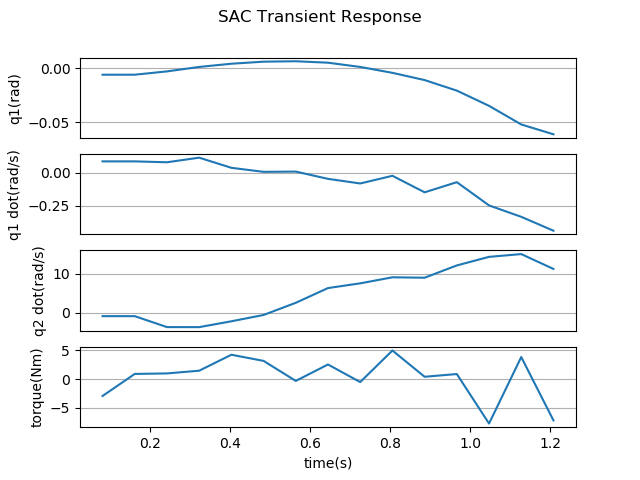 SAC Transient Response
q1(rad)
0.00
−0.05
q1 dot(rad/s)
0.00
−0.25
q2 dot(rad/s)
10
0
torque(Nm)
5
0
−5
0.2 0.4 0.6 0.8 1.0 1.2
time(s)